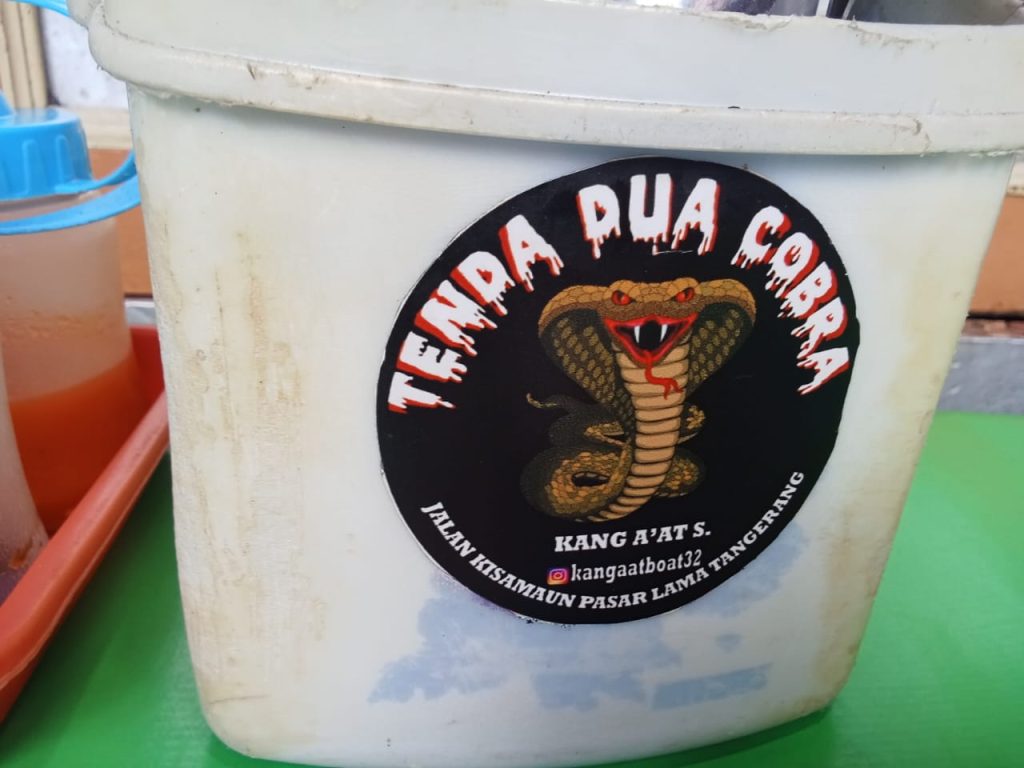 TENDA DUA COBRA
KANG A'AT S.
kangaatboat32
JALAN KISAMAUN PASAR LAMA TANGERANG